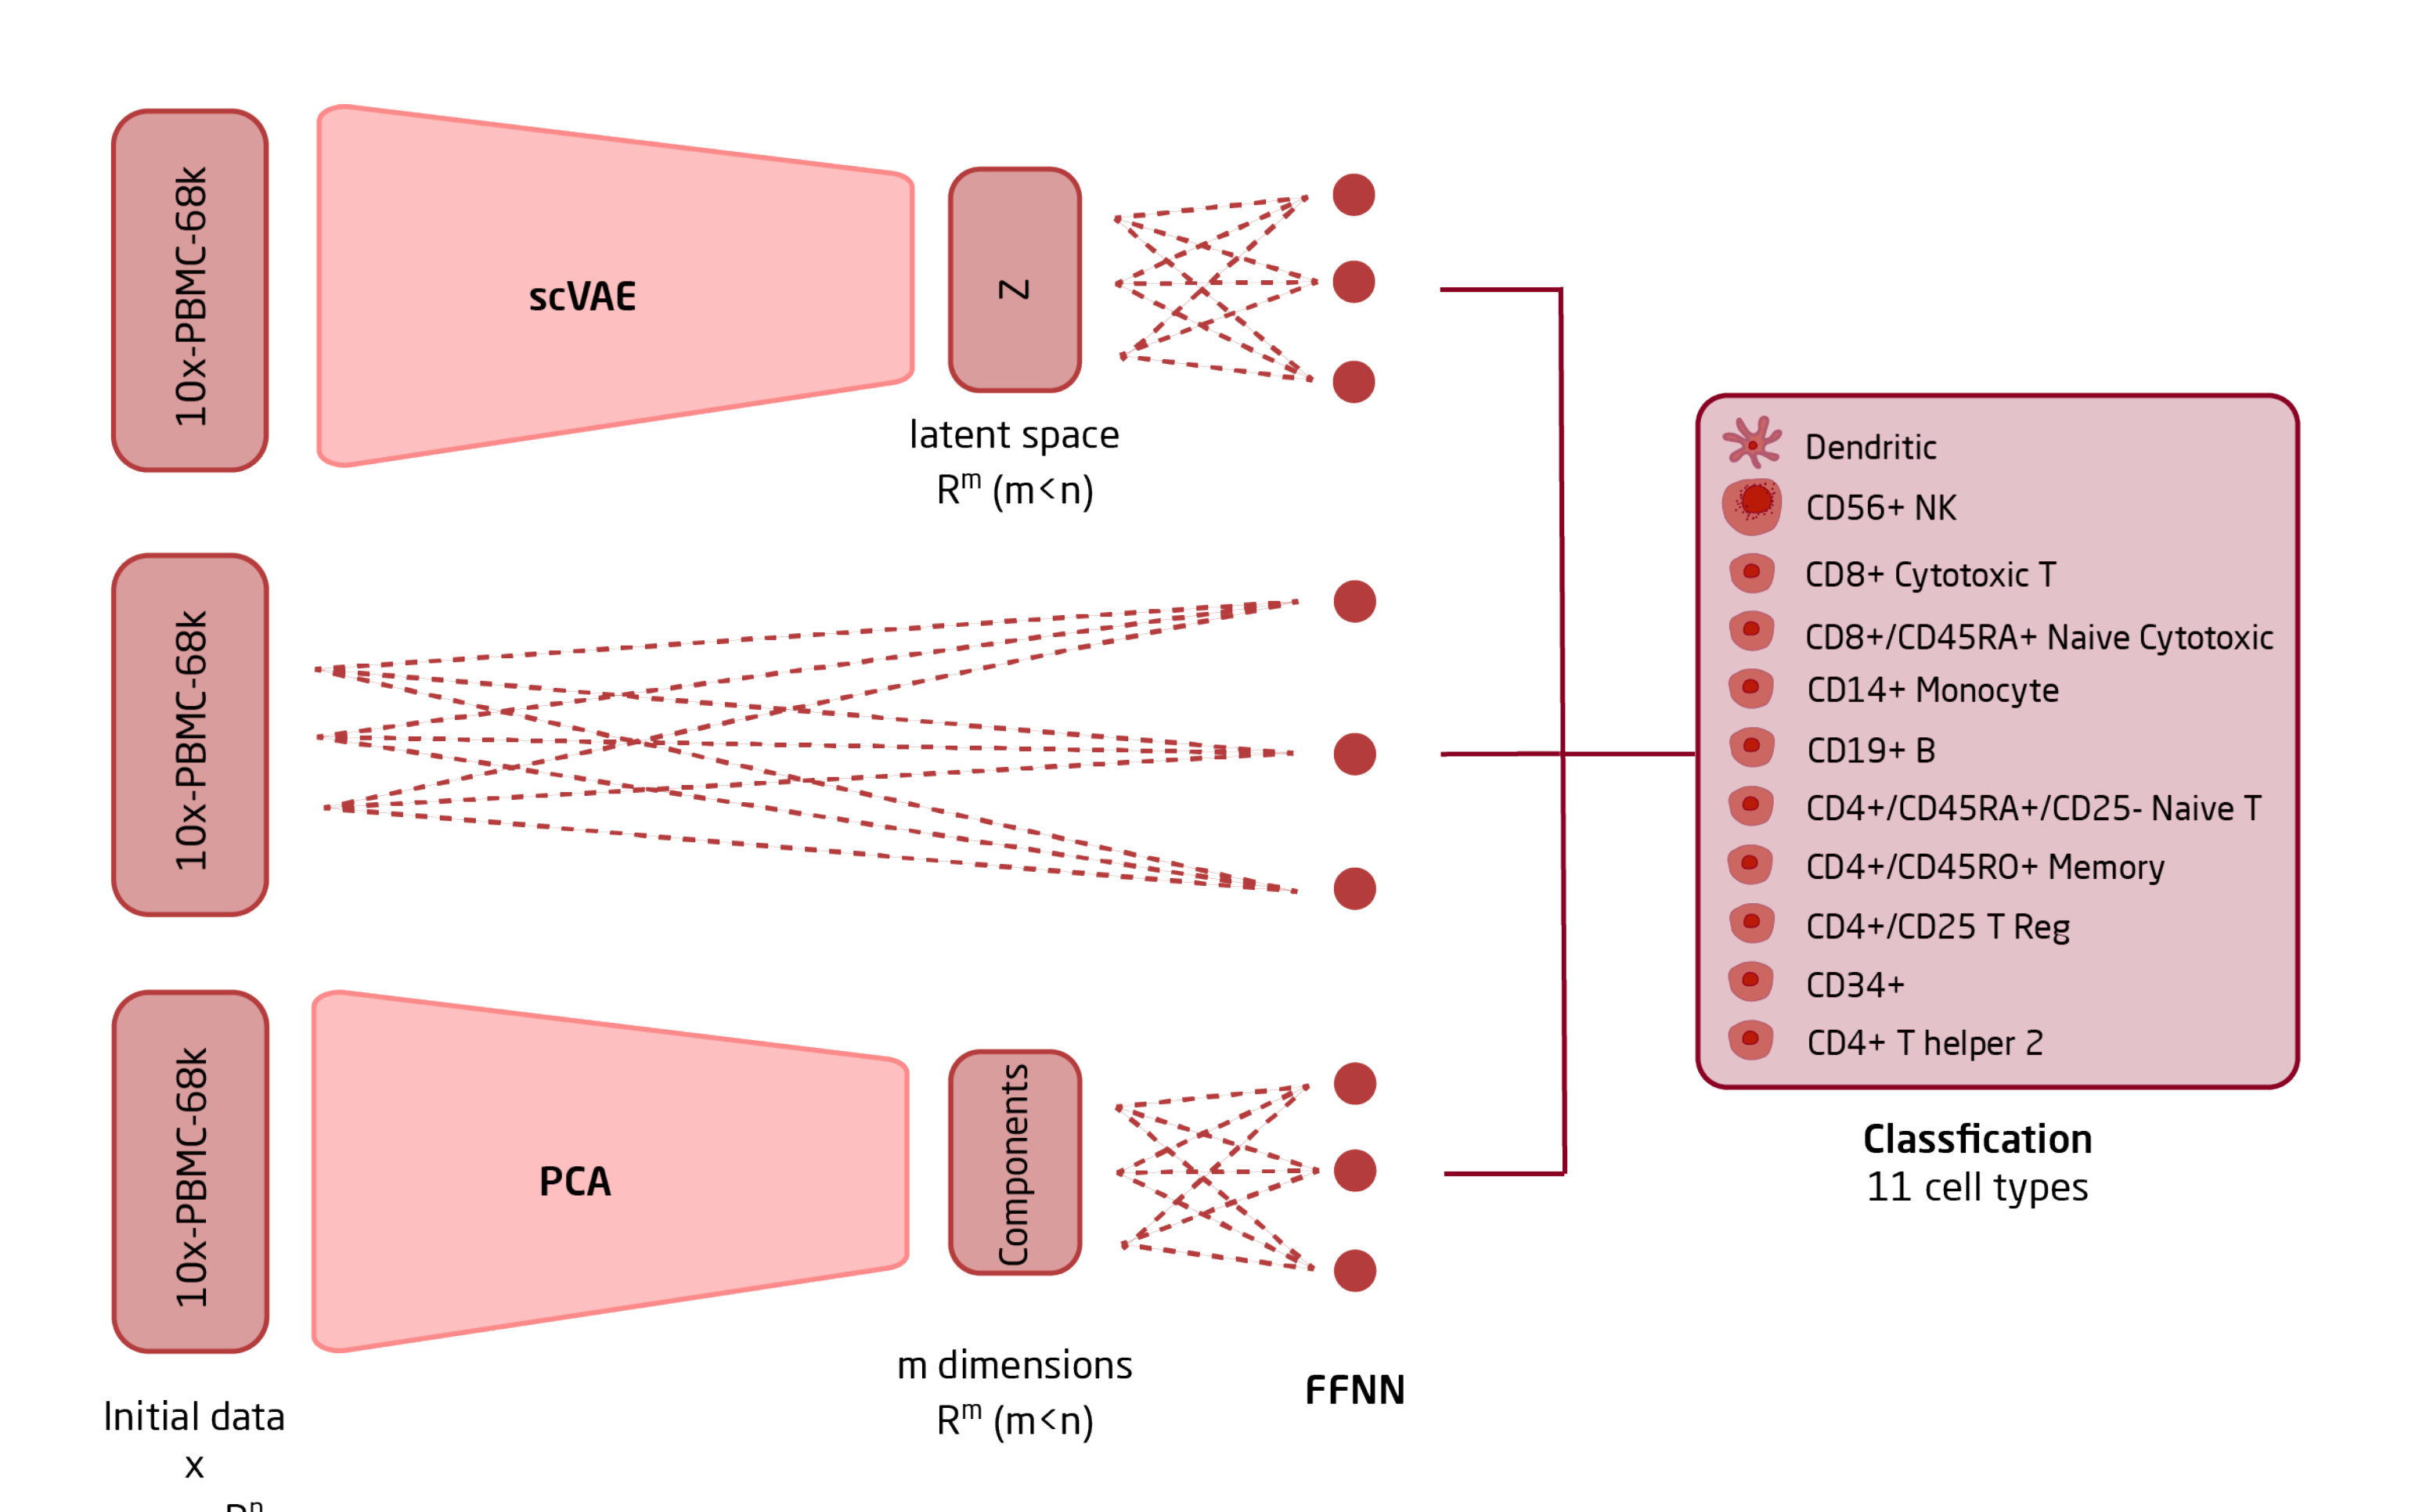 10x-PBMC-68k
scVAE
Z
latent space
Rᵐ (m<n)
10x-PBMC-68k
10x-PBMC-68k
PCA
Components
m dimensions
Rᵐ (m<n)
FFNN
Initial data
x
Rⁿ
Dendritic
CD56+ NK
CD8+ Cytotoxic T
CD8+/CD45RA+ Naive Cytotoxic
CD14+ Monocyte
CD19+ B
CD4+/CD45RA+/CD25- Naive T
CD4+/CD45RO+ Memory
CD4+/CD25 T Reg
CD34+
CD4+ T helper 2
Classfication
11 cell types